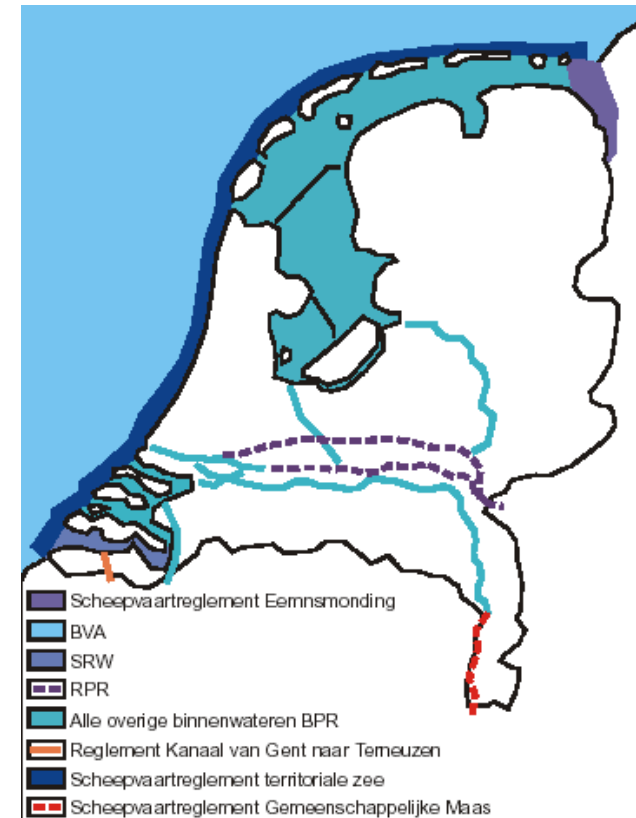 Scheepvaartreglement Eemnsmonding
BVA
SRW
RPR
Alle overige binnenwateren BPR
Reglement Kanaal van Gent naar Terneuzen
Scheepvaartreglement territoriale zee
Scheepvaartreglement Gemeenschappelijke Maas